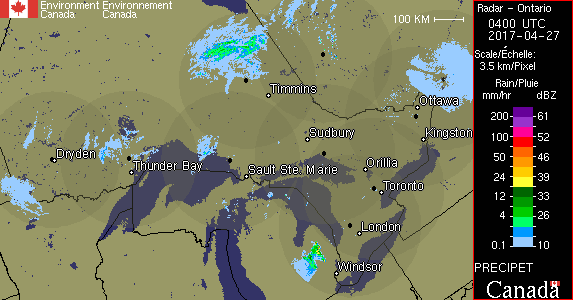 Environment Environnement
Canada Canada
100 KM
Timmins
Ottawa
Sudbury
Kingston
Dryden
Thunder Bay
Sault Ste. Marie
Orillia
Toronto
London
Windsor
Radar - Ontario
0400 UTC
2017-04-27
Scale/Échelle:
3.5 km/Pixel
Rain/Pluie
mm/hr dBZ
200 61
100 52
50 46
24 39
12 33
4 26
0.1 10
PRECIPET
Canada